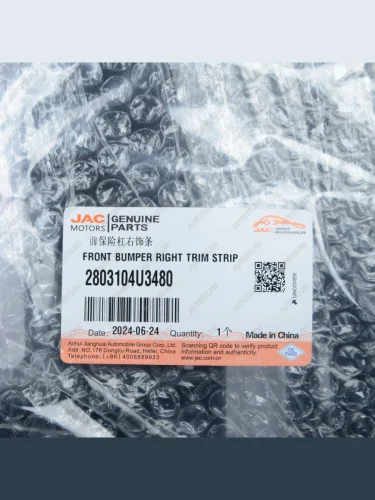 JAC MOTORS GENUINE PARTS
JAC
前保险杠右饰条
FRONT BUMPER RIGHT TRIM STRIP
2803104U3480
UNCOVER
Date: 2024-06-24 Quantity: 1个 Made in China
Anhui Jianghuai Automobile Group Corp.,Ltd.
Add: NO.176 Dongliu Road, Hefei, China
Telephone:(+86)4008889933
Scanning QR code to verify product
information and authenticity.
www.jac.com.cn